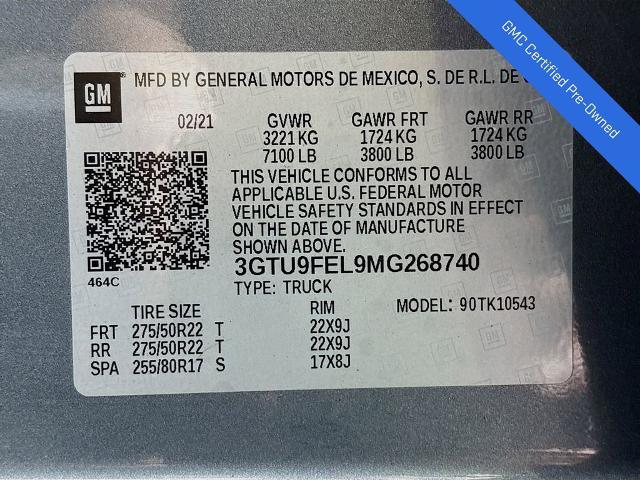 GMC Certified Pre-Owned
GM
MFD BY GENERAL MOTORS DE MEXICO, S. DE R.L. DE
02/21 GVWR GAWR FRT GAWR RR
3221 KG 1724 KG 1724 KG
7100 LB 3800 LB 3800 LB
THIS VEHICLE CONFORMS TO ALL
APPLICABLE U.S. FEDERAL MOTOR
VEHICLE SAFETY STANDARDS IN EFFECT
ON THE DATE OF MANUFACTURE
SHOWN ABOVE.
3GTU9FEL9MG268740
464C
TYPE: TRUCK
TIRE SIZE RIM MODEL: 90TK10543
FRT 275/50R22 T 22X9J
RR 275/50R22 T 22X9J
SPA 255/80R17 S 17X8J